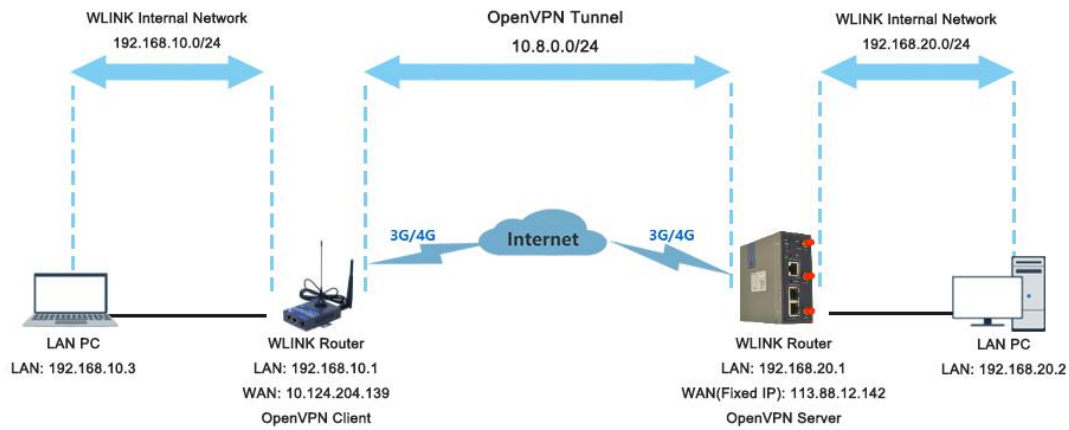 WLINK Internal Network
192.168.10.0/24
OpenVPN Tunnel
10.8.0.0/24
WLINK Internal Network
192.168.20.0/24
3G/4G
Internet
3G/4G
LAN PC
LAN: 192.168.10.3
WLINK Router
LAN: 192.168.10.1
WAN: 10.124.204.139
OpenVPN Client
WLINK Router
LAN: 192.168.20.1
WAN(Fixed IP): 113.88.12.142
OpenVPN Server
LAN PC
LAN: 192.168.20.2